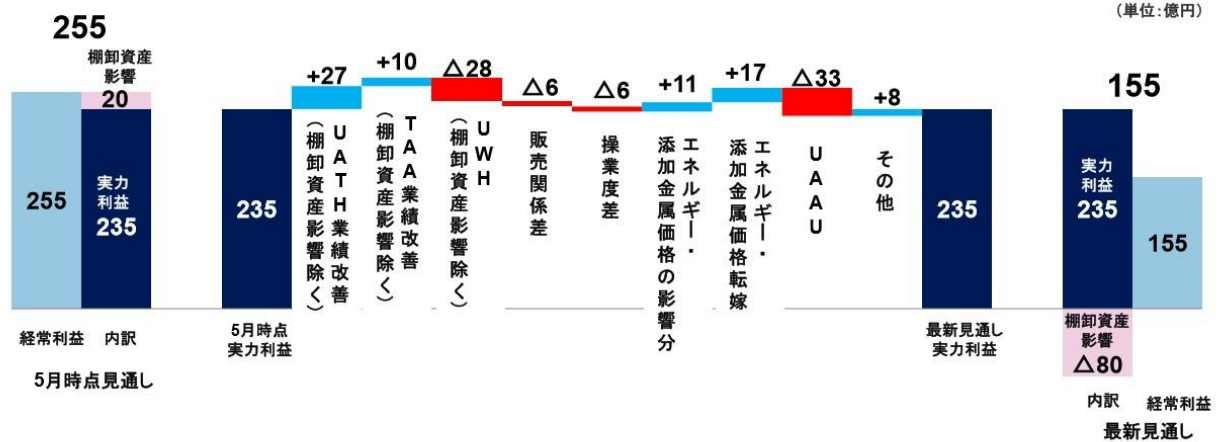 (単位:億円)
255
棚卸資産
影響
20
255
実力
利益
235
経常利益
内訳
5月時点見通し
235
5月時点
実力利益
+27
UATH業績改善
(棚卸資産影響除く)
+10
TAA業績改善
(棚卸資産影響除く)
△28
UWH
(棚卸資産影響除く)
△6
販売関係差
△6
操業度差
+11
エネルギー・
添加金属価格の影響分
+17
エネルギー・
添加金属価格転嫁
△33
UAAU
+8
その他
235
最新見通し
実力利益
155
実力
利益
235
棚卸資産
影響
△80
155
内訳
経常利益
最新見通し